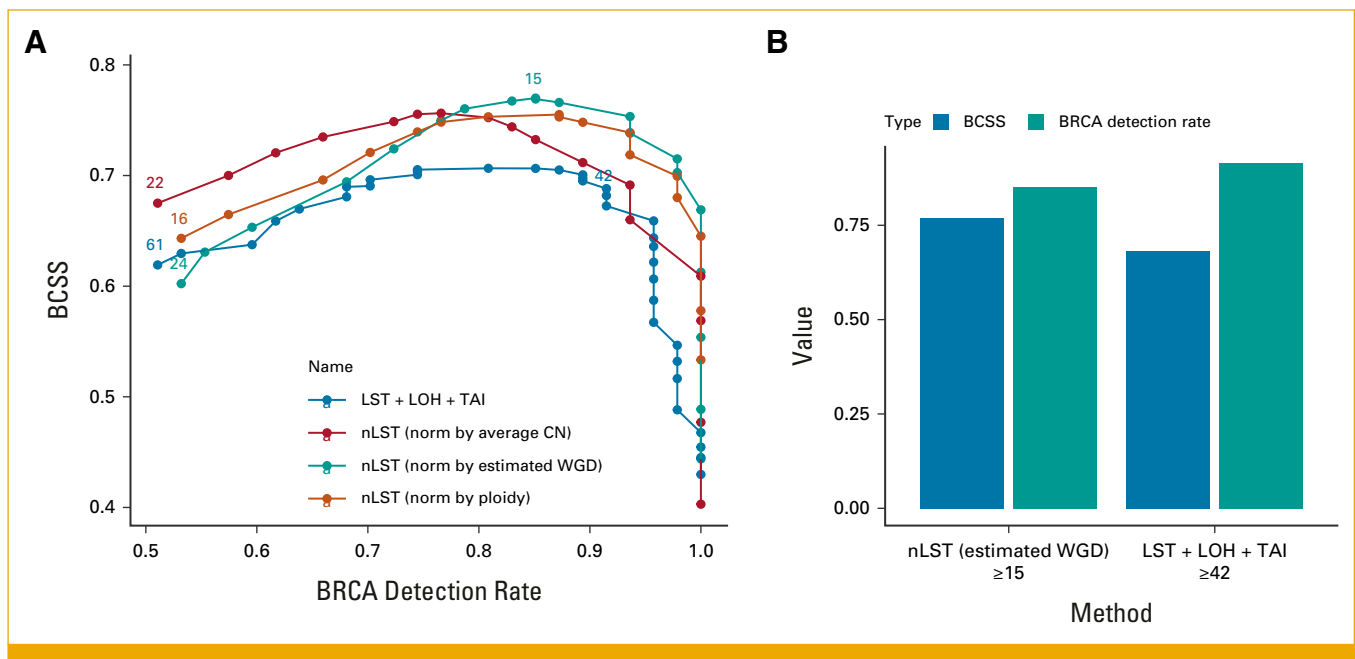 A
0.8
0.7
0.6
0.5
0.4
BCSS
22
16
61
24
15
42
Name
a LST + LOH + TAI
a nLST (norm by average CN)
a nLST (norm by estimated WGD)
a nLST (norm by ploidy)
0.5 0.6 0.7 0.8 0.9 1.0
BRCA Detection Rate
B
Type BCSS BRCA detection rate
0.75
0.50
0.25
0.00
Value
nLST (estimated WGD) LST + LOH + TAI
≥15 ≥42
Method